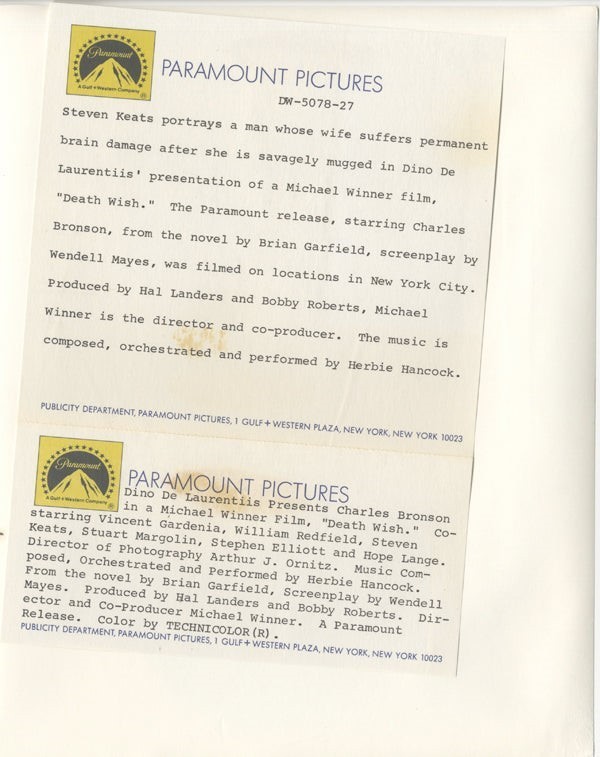 Paramount
A Gulf+Western Company
®
PARAMOUNT PICTURES
DW-5078-27
Steven Keats portrays a man whose wife suffers permanent
brain damage after she is savagely mugged in Dino De
Laurentiis' presentation of a Michael Winner film,
"Death Wish."  The Paramount release, starring Charles
Bronson, from the novel by Brian Garfield, screenplay by
Wendell Mayes, was filmed on locations in New York City.
Produced by Hal Landers and Bobby Roberts, Michael
Winner is the director and co-producer.  The music is
composed, orchestrated and performed by Herbie Hancock.
PUBLICITY DEPARTMENT, PARAMOUNT PICTURES, 1 GULF+WESTERN PLAZA, NEW YORK, NEW YORK 10023
Paramount
A Gulf+Western Company
®
PARAMOUNT PICTURES
Dino De Laurentiis Presents Charles Bronson
in a Michael Winner Film, "Death Wish."  Co-
starring Vincent Gardenia, William Redfield, Steven
Keats, Stuart Margolin, Stephen Elliott and Hope Lange.
Director of Photography Arthur J. Ornitz.  Music Com-
posed, Orchestrated and Performed by Herbie Hancock.
From the novel by Brian Garfield, Screenplay by Wendell
Mayes.  Produced by Hal Landers and Bobby Roberts.  Dir-
ector and Co-Producer Michael Winner.  A Paramount
Release.  Color by TECHNICOLOR(R).
PUBLICITY DEPARTMENT, PARAMOUNT PICTURES, 1 GULF+WESTERN PLAZA, NEW YORK, NEW YORK 10023